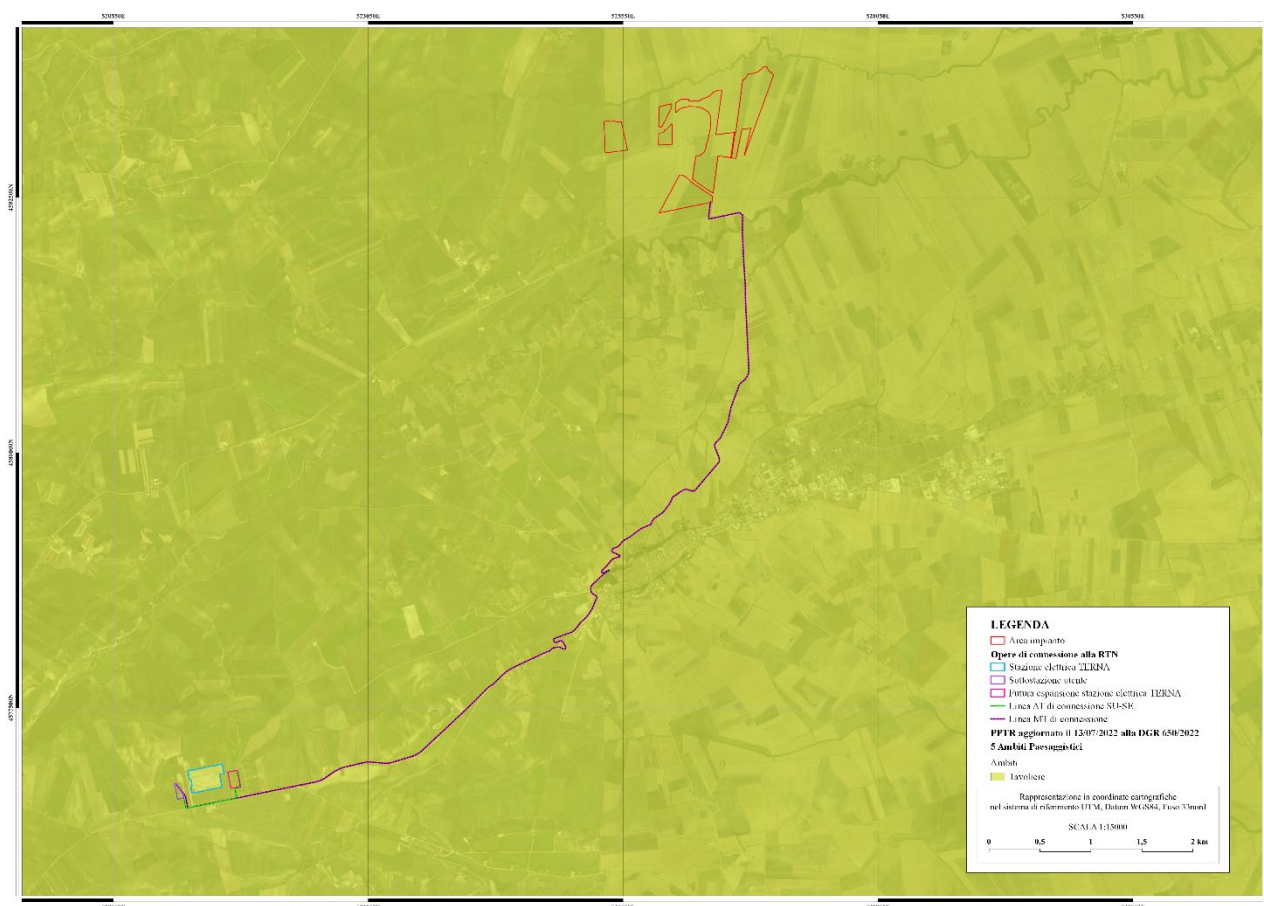 LEGENDA
Area impianto
Opere di connessione alla RTN
Stazione elettrica TERNA
Sottostazione utente
Futura espansione stazione elettrica TERNA
Linea AT di connessione SU-SE
Linea MT di connessione
PPTR aggiornato il 13/07/2022 alla DGR 650/2022
5 Ambiti Paesaggistici
Ambiti
Tavoliere
Rappresentazione in coordinate cartografiche
nel sistema di riferimento UTM, Datum WGS84, Fuso 33nord
SCALA 1:15000
0 0,5 1 1,5 2 km